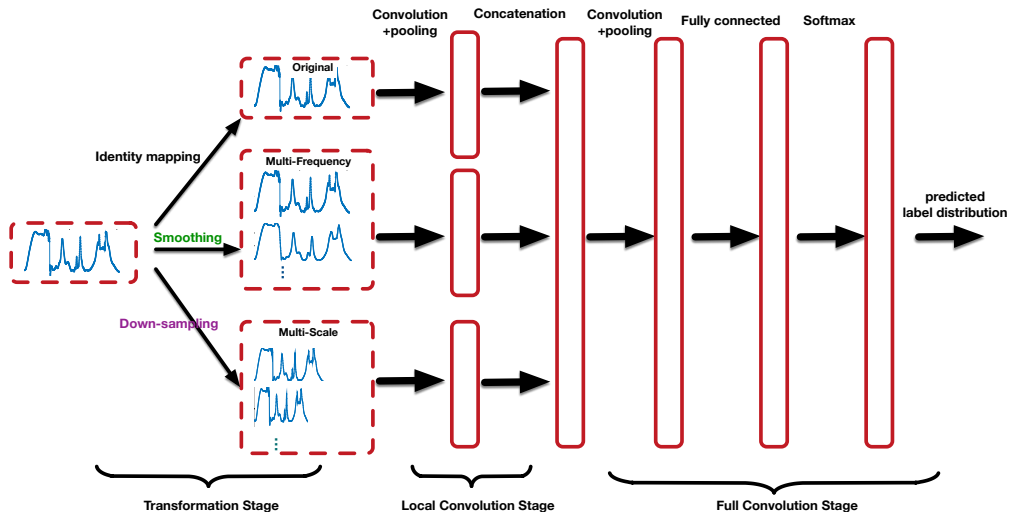 Convolution
+pooling
Concatenation
Convolution
+pooling
Fully connected
Softmax
Original
Identity mapping
Multi-Frequency
Smoothing
predicted
label distribution
Down-sampling
Multi-Scale
Transformation Stage
Local Convolution Stage
Full Convolution Stage